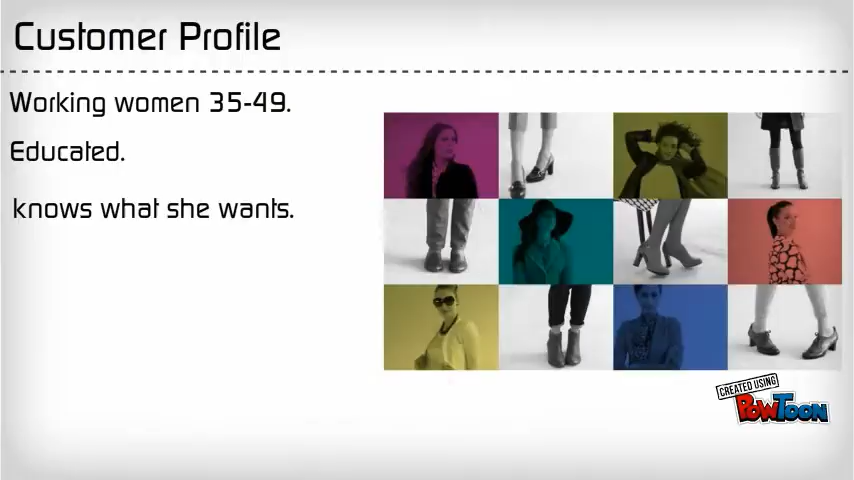 Customer Profile
Working women 35-49.
Educated.
knows what she wants.
CREATED USING
POWTOON